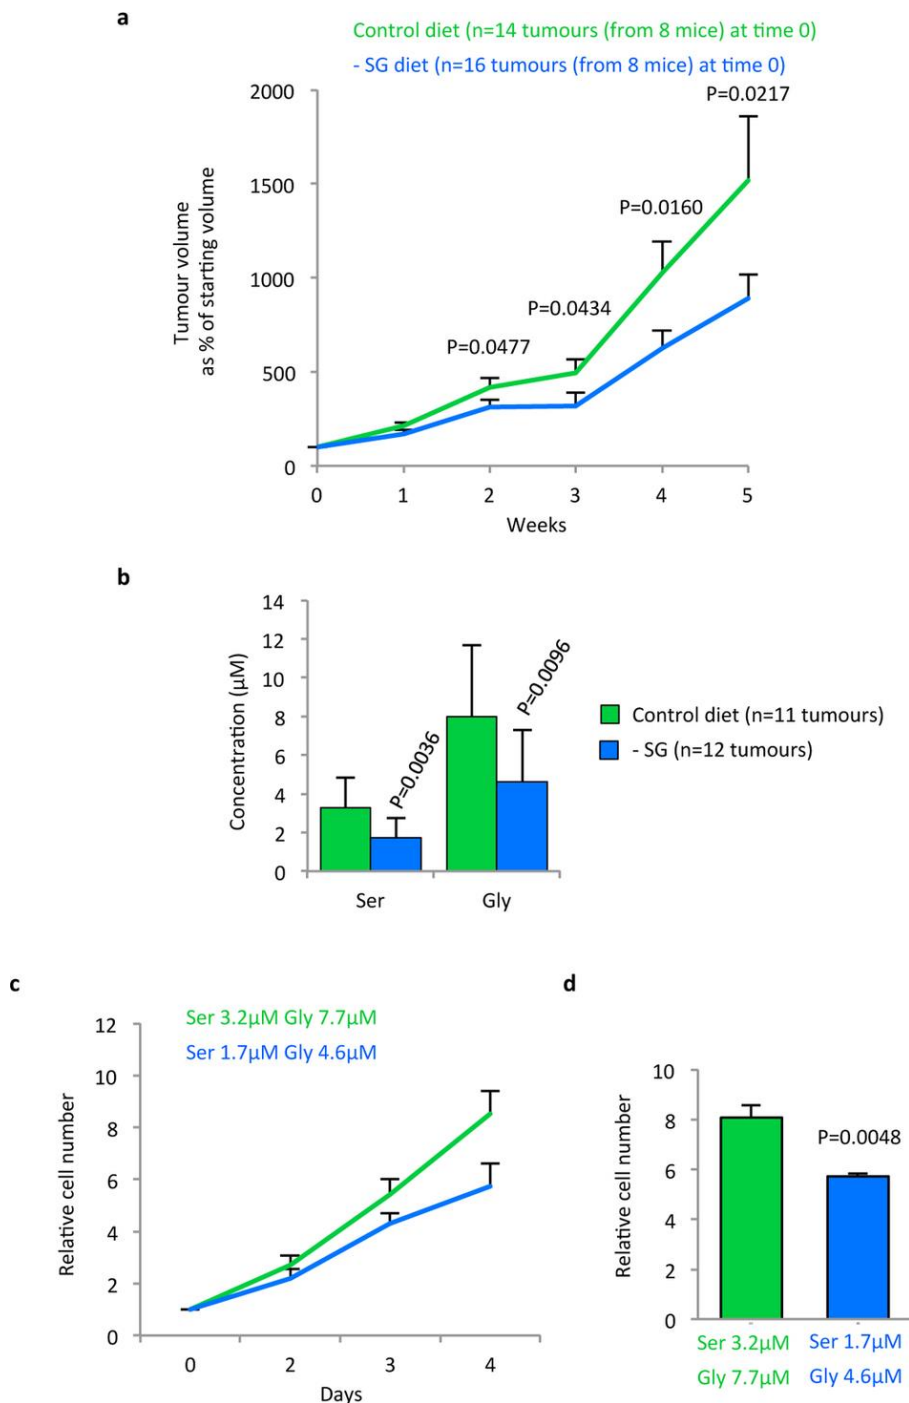 a
Control diet (n=14 tumours (from 8 mice) at time 0)
- SG diet (n=16 tumours (from 8 mice) at time 0)
2000
1500
1000
500
0
Tumour volume
as % of starting volume
P=0.0477
P=0.0434
P=0.0160
P=0.0217
0 1 2 3 4 5
Weeks
b
14
12
10
8
6
4
2
0
Concentration (µM)
P=0.0036
P=0.0096
Ser Gly
Control diet (n=11 tumours)
- SG (n=12 tumours)
c
Ser 3.2µM Gly 7.7µM
Ser 1.7µM Gly 4.6µM
12
10
8
6
4
2
0
Relative cell number
0 2 3 4
Days
d
10
8
6
4
2
0
Relative cell number
P=0.0048
Ser 3.2µM Ser 1.7µM
Gly 7.7µM Gly 4.6µM